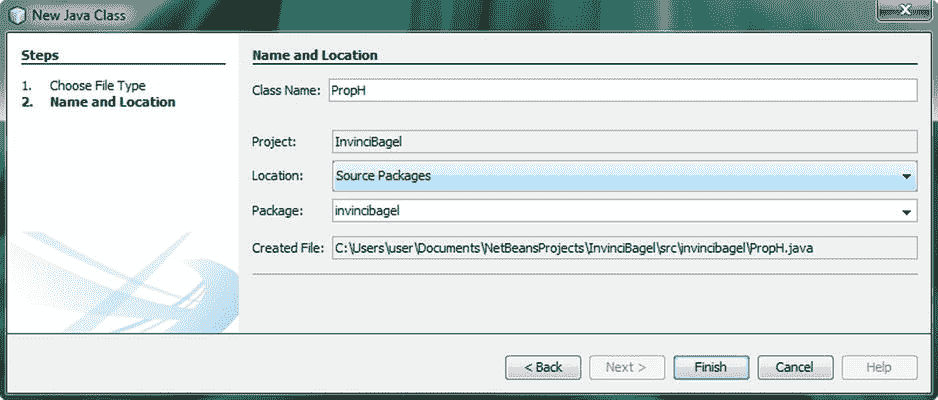 New Java Class
Steps
1. Choose File Type
2. Name and Location
Name and Location
Class Name: PropH
Project: InvinciBagel
Location: Source Packages
Package: invincibagel
Created File: C:\Users\user\Documents\NetBeansProjects\InvinciBagel\src\invincibagel\PropH.java
< Back Next > Finish Cancel Help